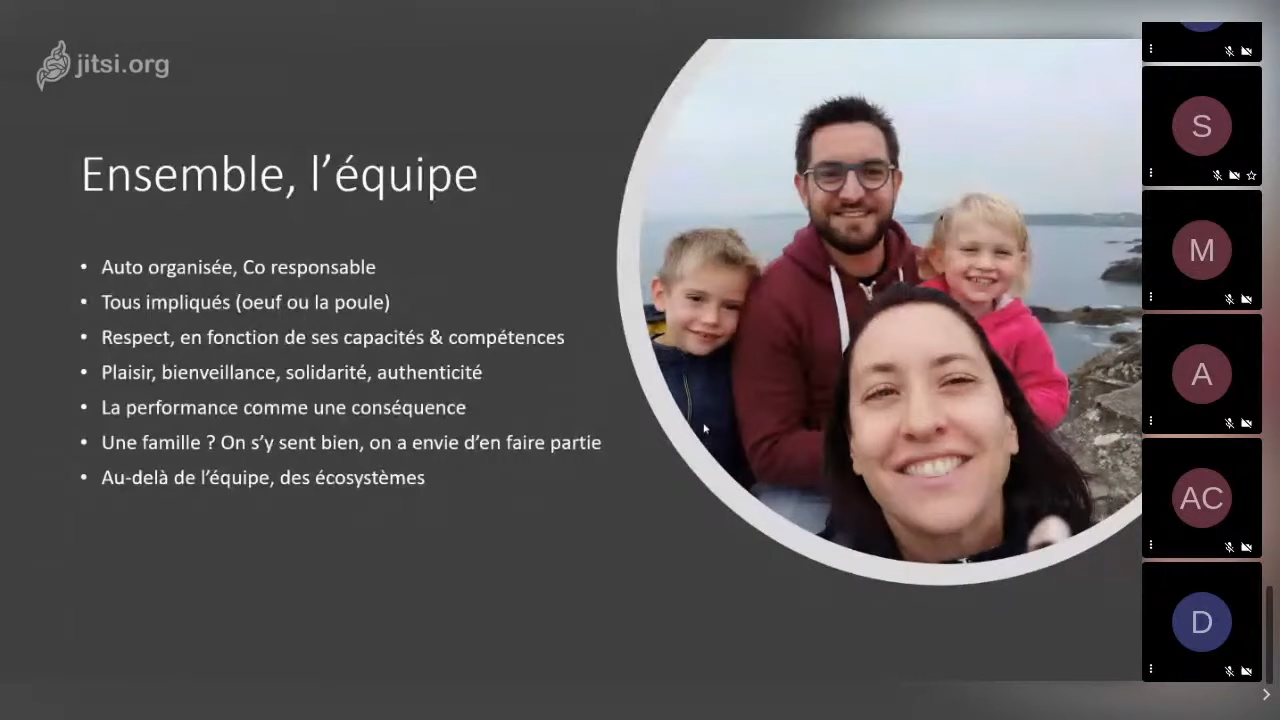 jitsi.org
Ensemble, l’équipe
• Auto organisée, Co responsable
• Tous impliqués (oeuf ou la poule)
• Respect, en fonction de ses capacités & compétences
• Plaisir, bienveillance, solidarité, authenticité
• La performance comme une conséquence
• Une famille ? On s’y sent bien, on a envie d’en faire partie
• Au-delà de l’équipe, des écosystèmes
S
M
A
AC
D